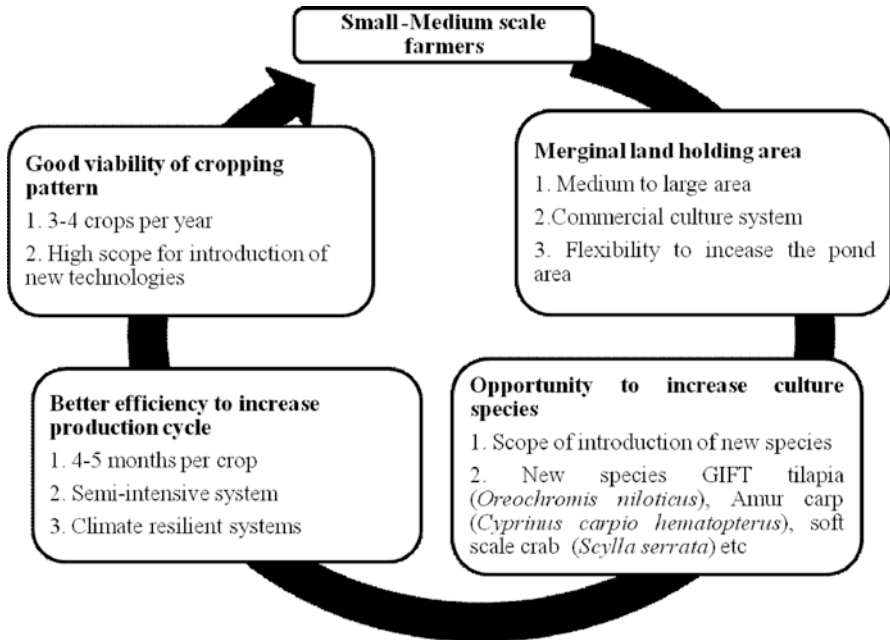 Small-Medium scale
farmers
Merginal land holding area
1. Medium to large area
2.Commercial culture system
3. Flexibility to incease the pond
area
Opportunity to increase culture
species
1. Scope of introduction of new species
2. New species GIFT tilapia
(Oreochromis niloticus), Amur carp
(Cyprinus carpio hematopterus), soft
scale crab (Scylla serrata) etc
Better efficiency to increase
production cycle
1. 4-5 months per crop
2. Semi-intensive system
3. Climate resilient systems
Good viability of cropping
pattern
1. 3-4 crops per year
2. High scope for introduction of
new technologies